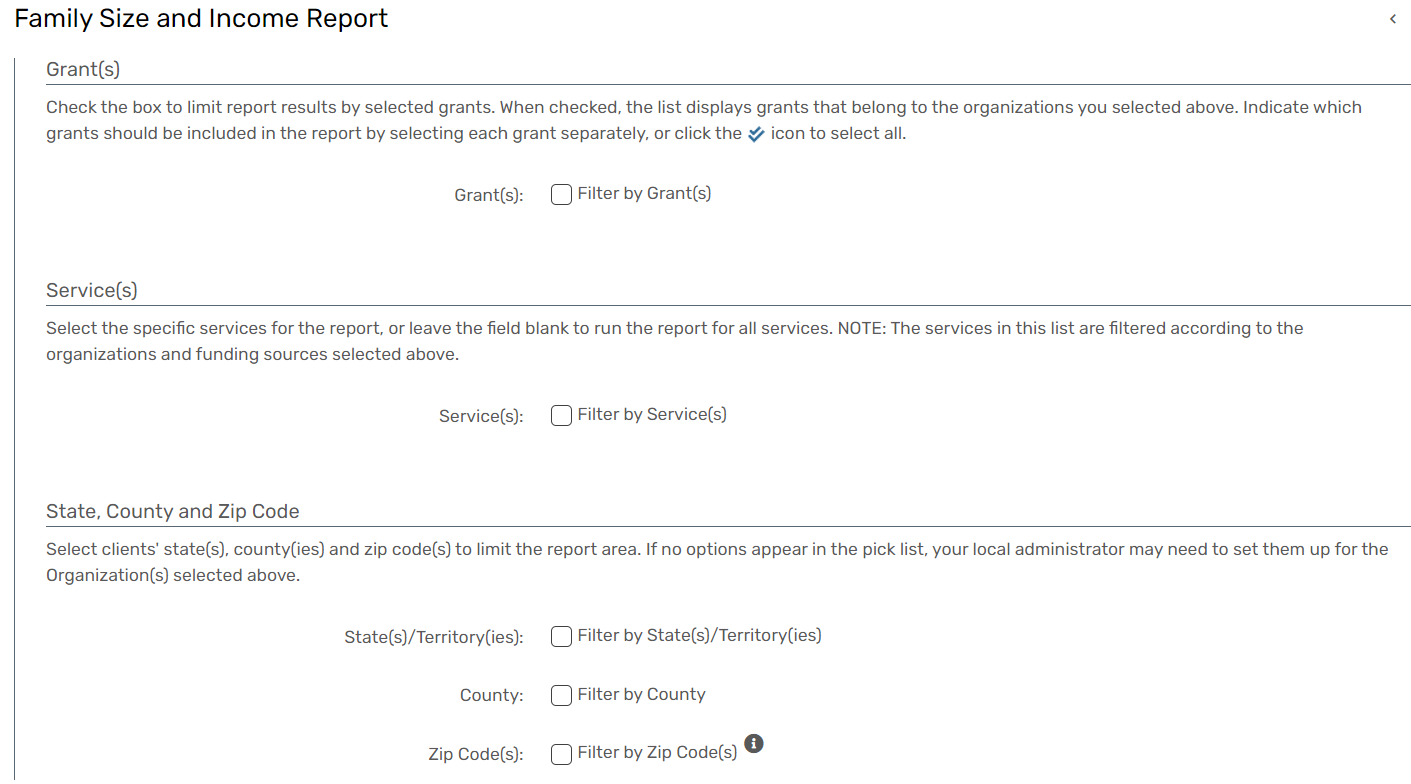 Family Size and Income Report
Grant(s)
Check the box to limit report results by selected grants. When checked, the list displays grants that belong to the organizations you selected above. Indicate which
grants should be included in the report by selecting each grant separately, or click the icon to select all.
Grant(s): Filter by Grant(s)
Service(s)
Select the specific services for the report, or leave the field blank to run the report for all services. NOTE: The services in this list are filtered according to the
organizations and funding sources selected above.
Service(s): Filter by Service(s)
State, County and Zip Code
Select clients' state(s), county(ies) and zip code(s) to limit the report area. If no options appear in the pick list, your local administrator may need to set them up for the
Organization(s) selected above.
State(s)/Territory(ies): Filter by State(s)/Territory(ies)
County: Filter by County
Zip Code(s): Filter by Zip Code(s)